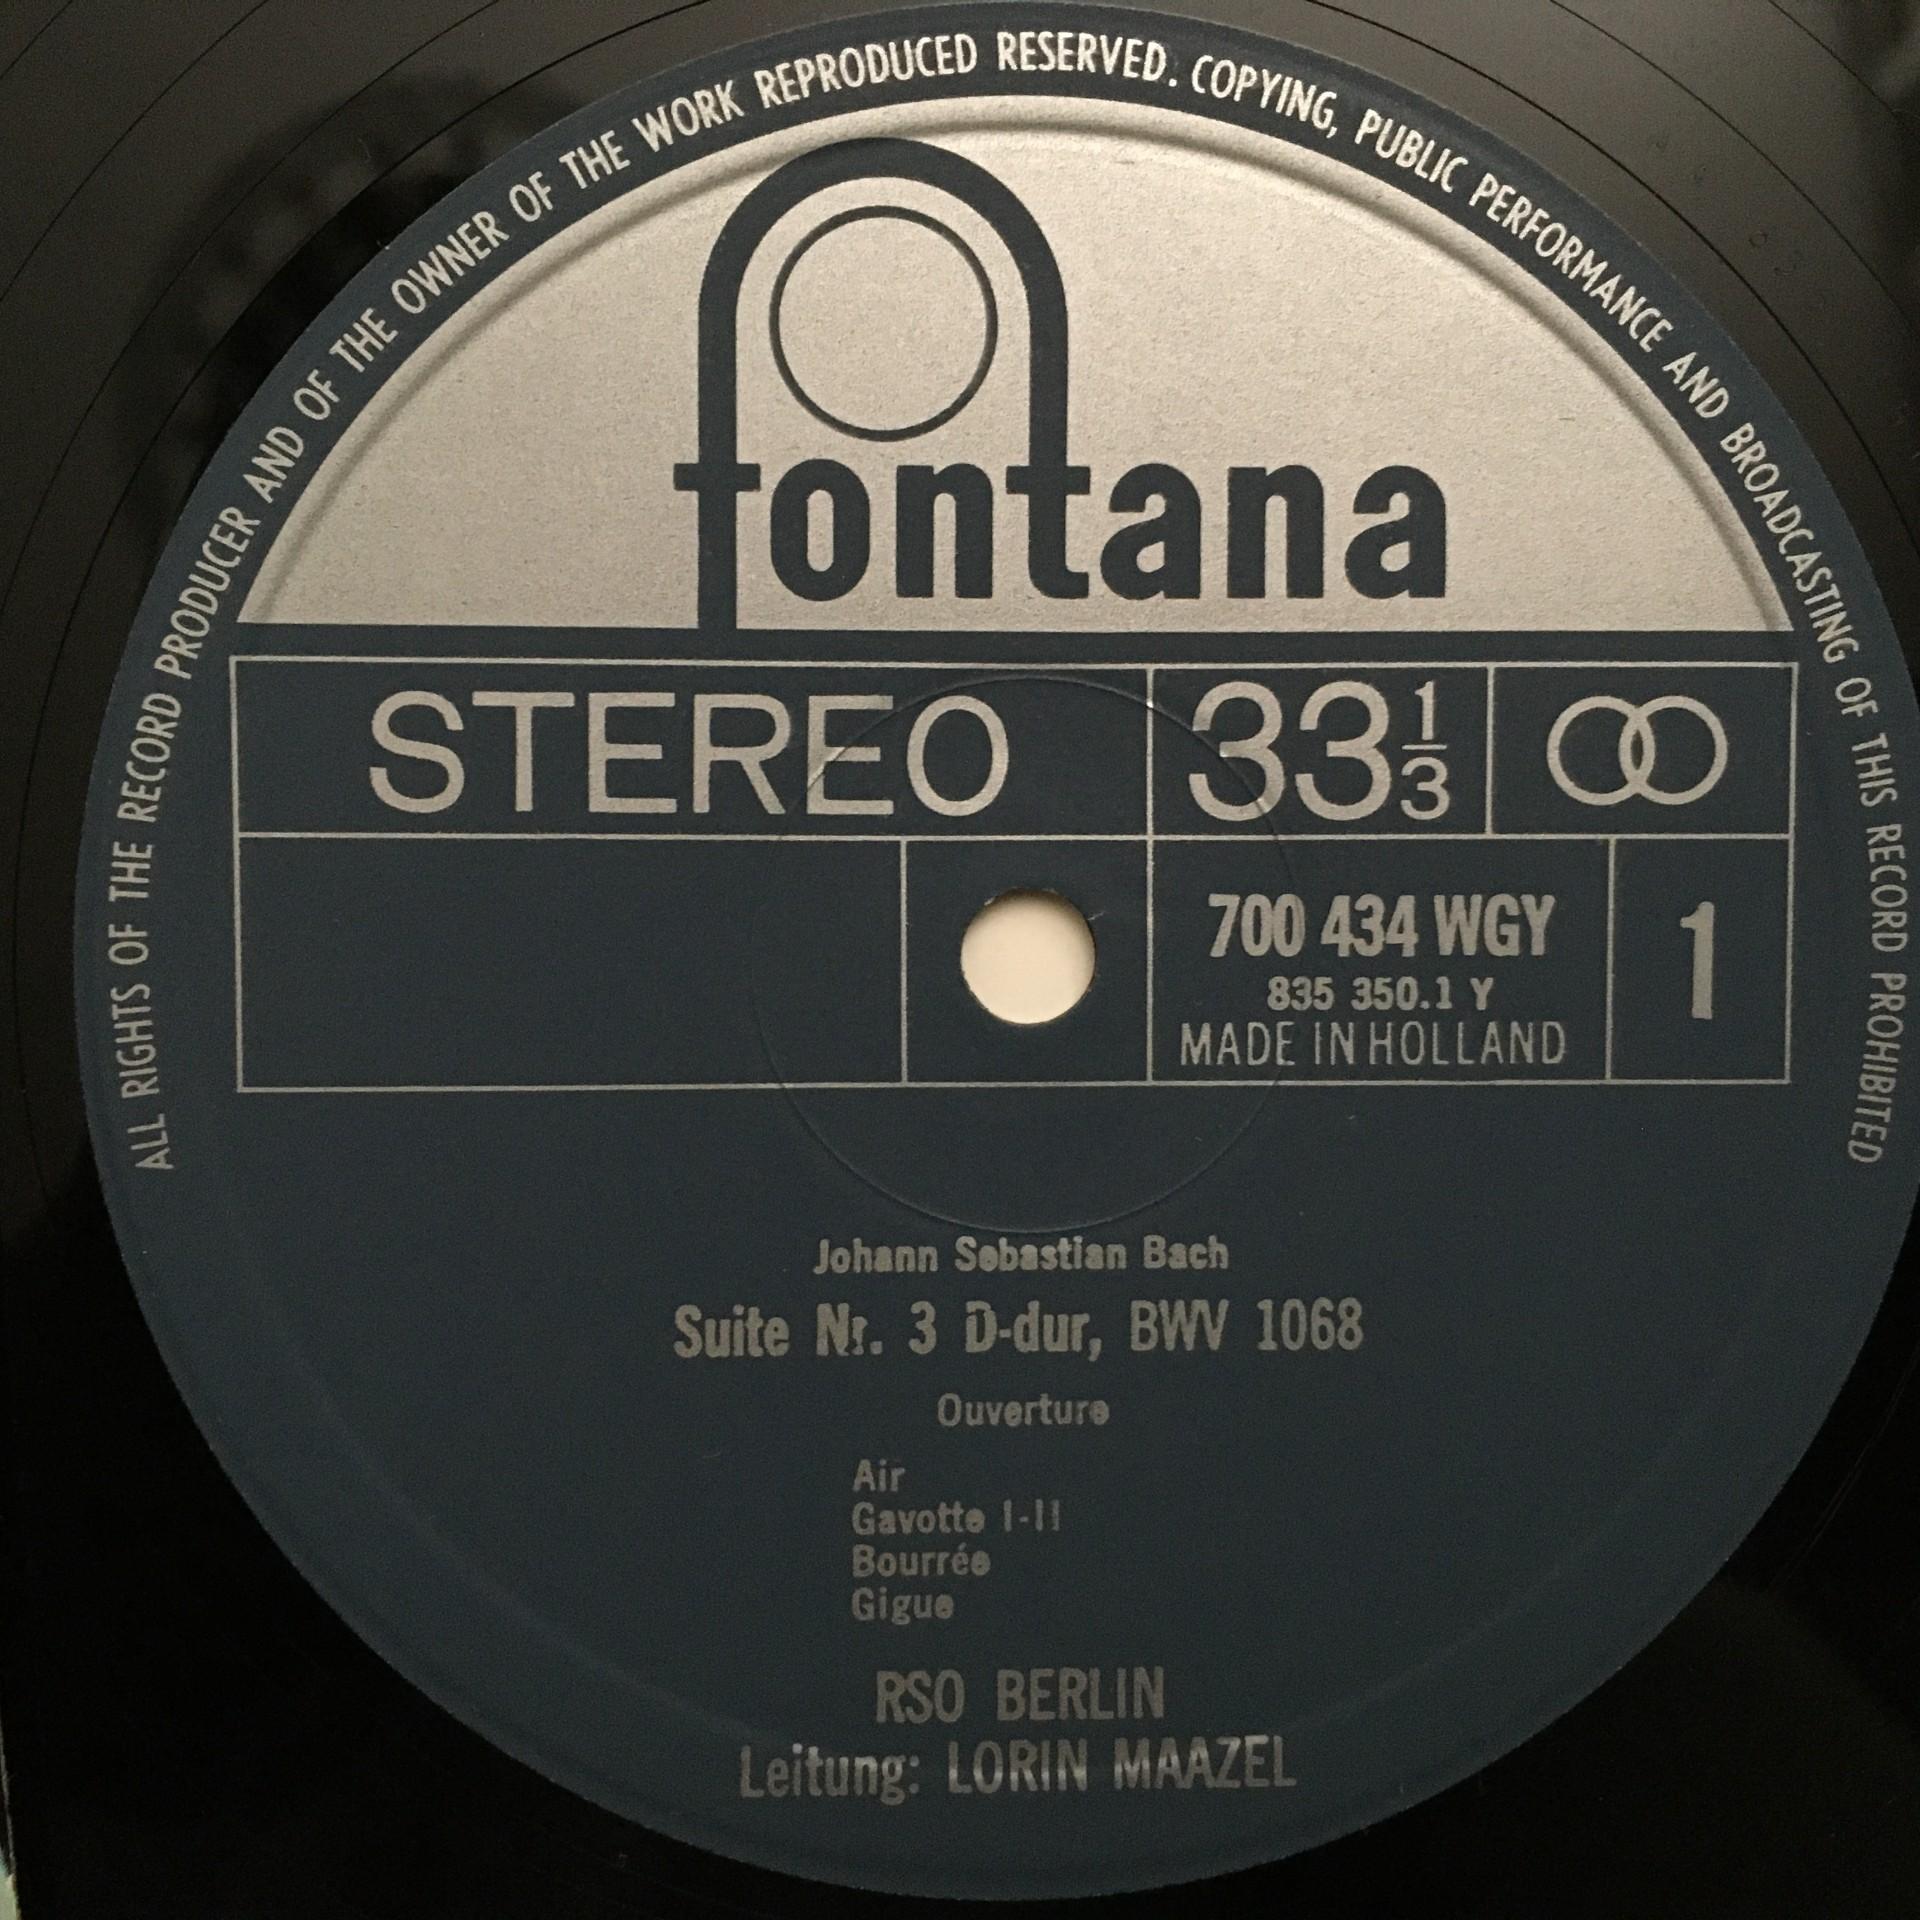 ALL RIGHTS OF THE RECORD PRODUCER AND OF THE OWNER OF THE WORK REPRODUCED RESERVED. COPYING, PUBLIC PERFORMANCE AND BROADCASTING OF THIS RECORD PROHIBITED
fontana
STEREO 33 1/3
700 434 WGY
835 350.1 Y
MADE IN HOLLAND
1
Johann Sebastian Bach
Suite Nr. 3 D-dur, BWV 1068
Ouverture
Air
Gavotte I-II
Bourrée
Gigue
RSO BERLIN
Leitung: LORIN MAAZEL